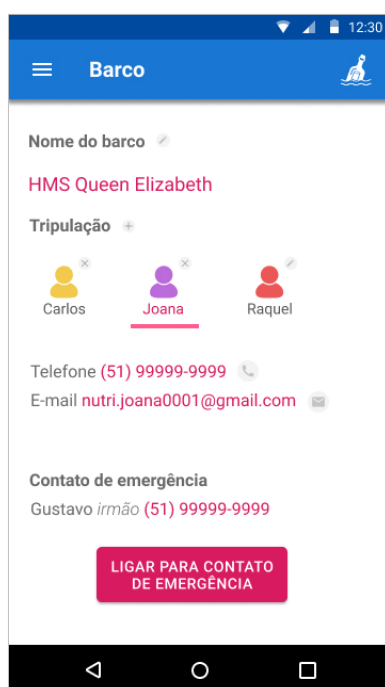 12:30
Barco
Nome do barco
HMS Queen Elizabeth
Tripulação
Carlos Joana Raquel
Telefone (51) 99999-9999
E-mail nutri.joana0001@gmail.com
Contato de emergência
Gustavo irmão (51) 99999-9999
LIGAR PARA CONTATO
DE EMERGÊNCIA